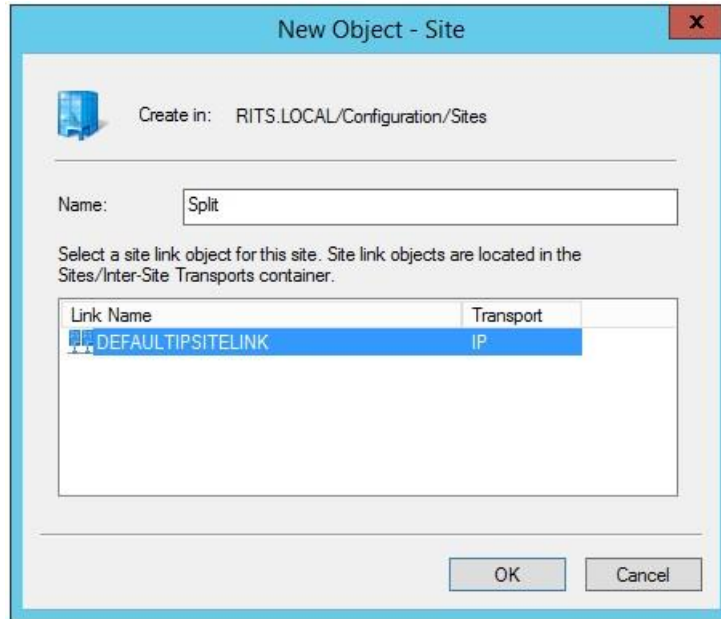 New Object - Site
x
Create in: RITS.LOCAL/Configuration/Sites
Name: Split
Select a site link object for this site. Site link objects are located in the
Sites/Inter-Site Transports container.
Link Name Transport
DEFAULTIPSITELINK IP
OK Cancel